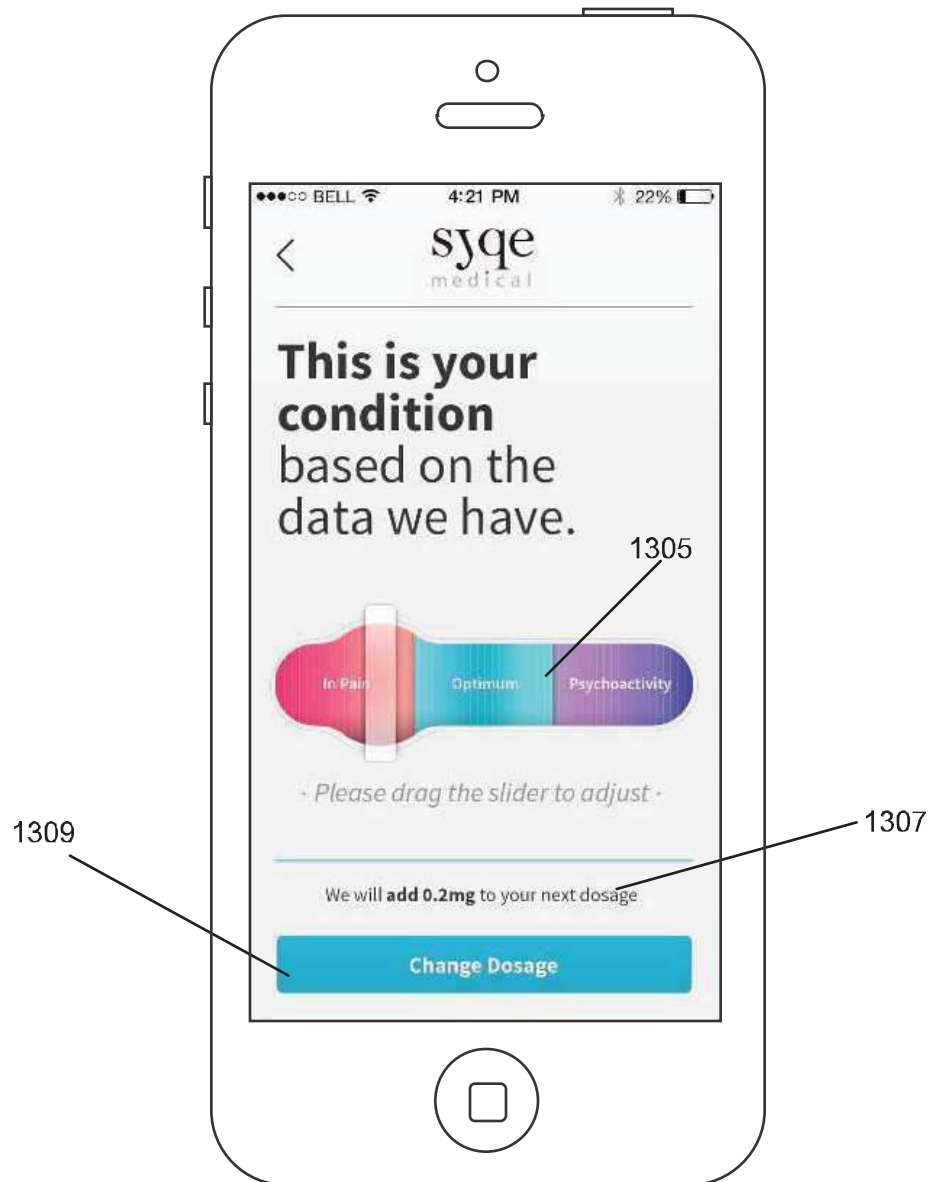 BELL 4:21 PM 22%
syqe
medical
This is your
condition
based on the
data we have.
1305
In Pain Optimum Psychoactivity
· Please drag the slider to adjust ·
1309
1307
We will add 0.2mg to your next dosage
Change Dosage